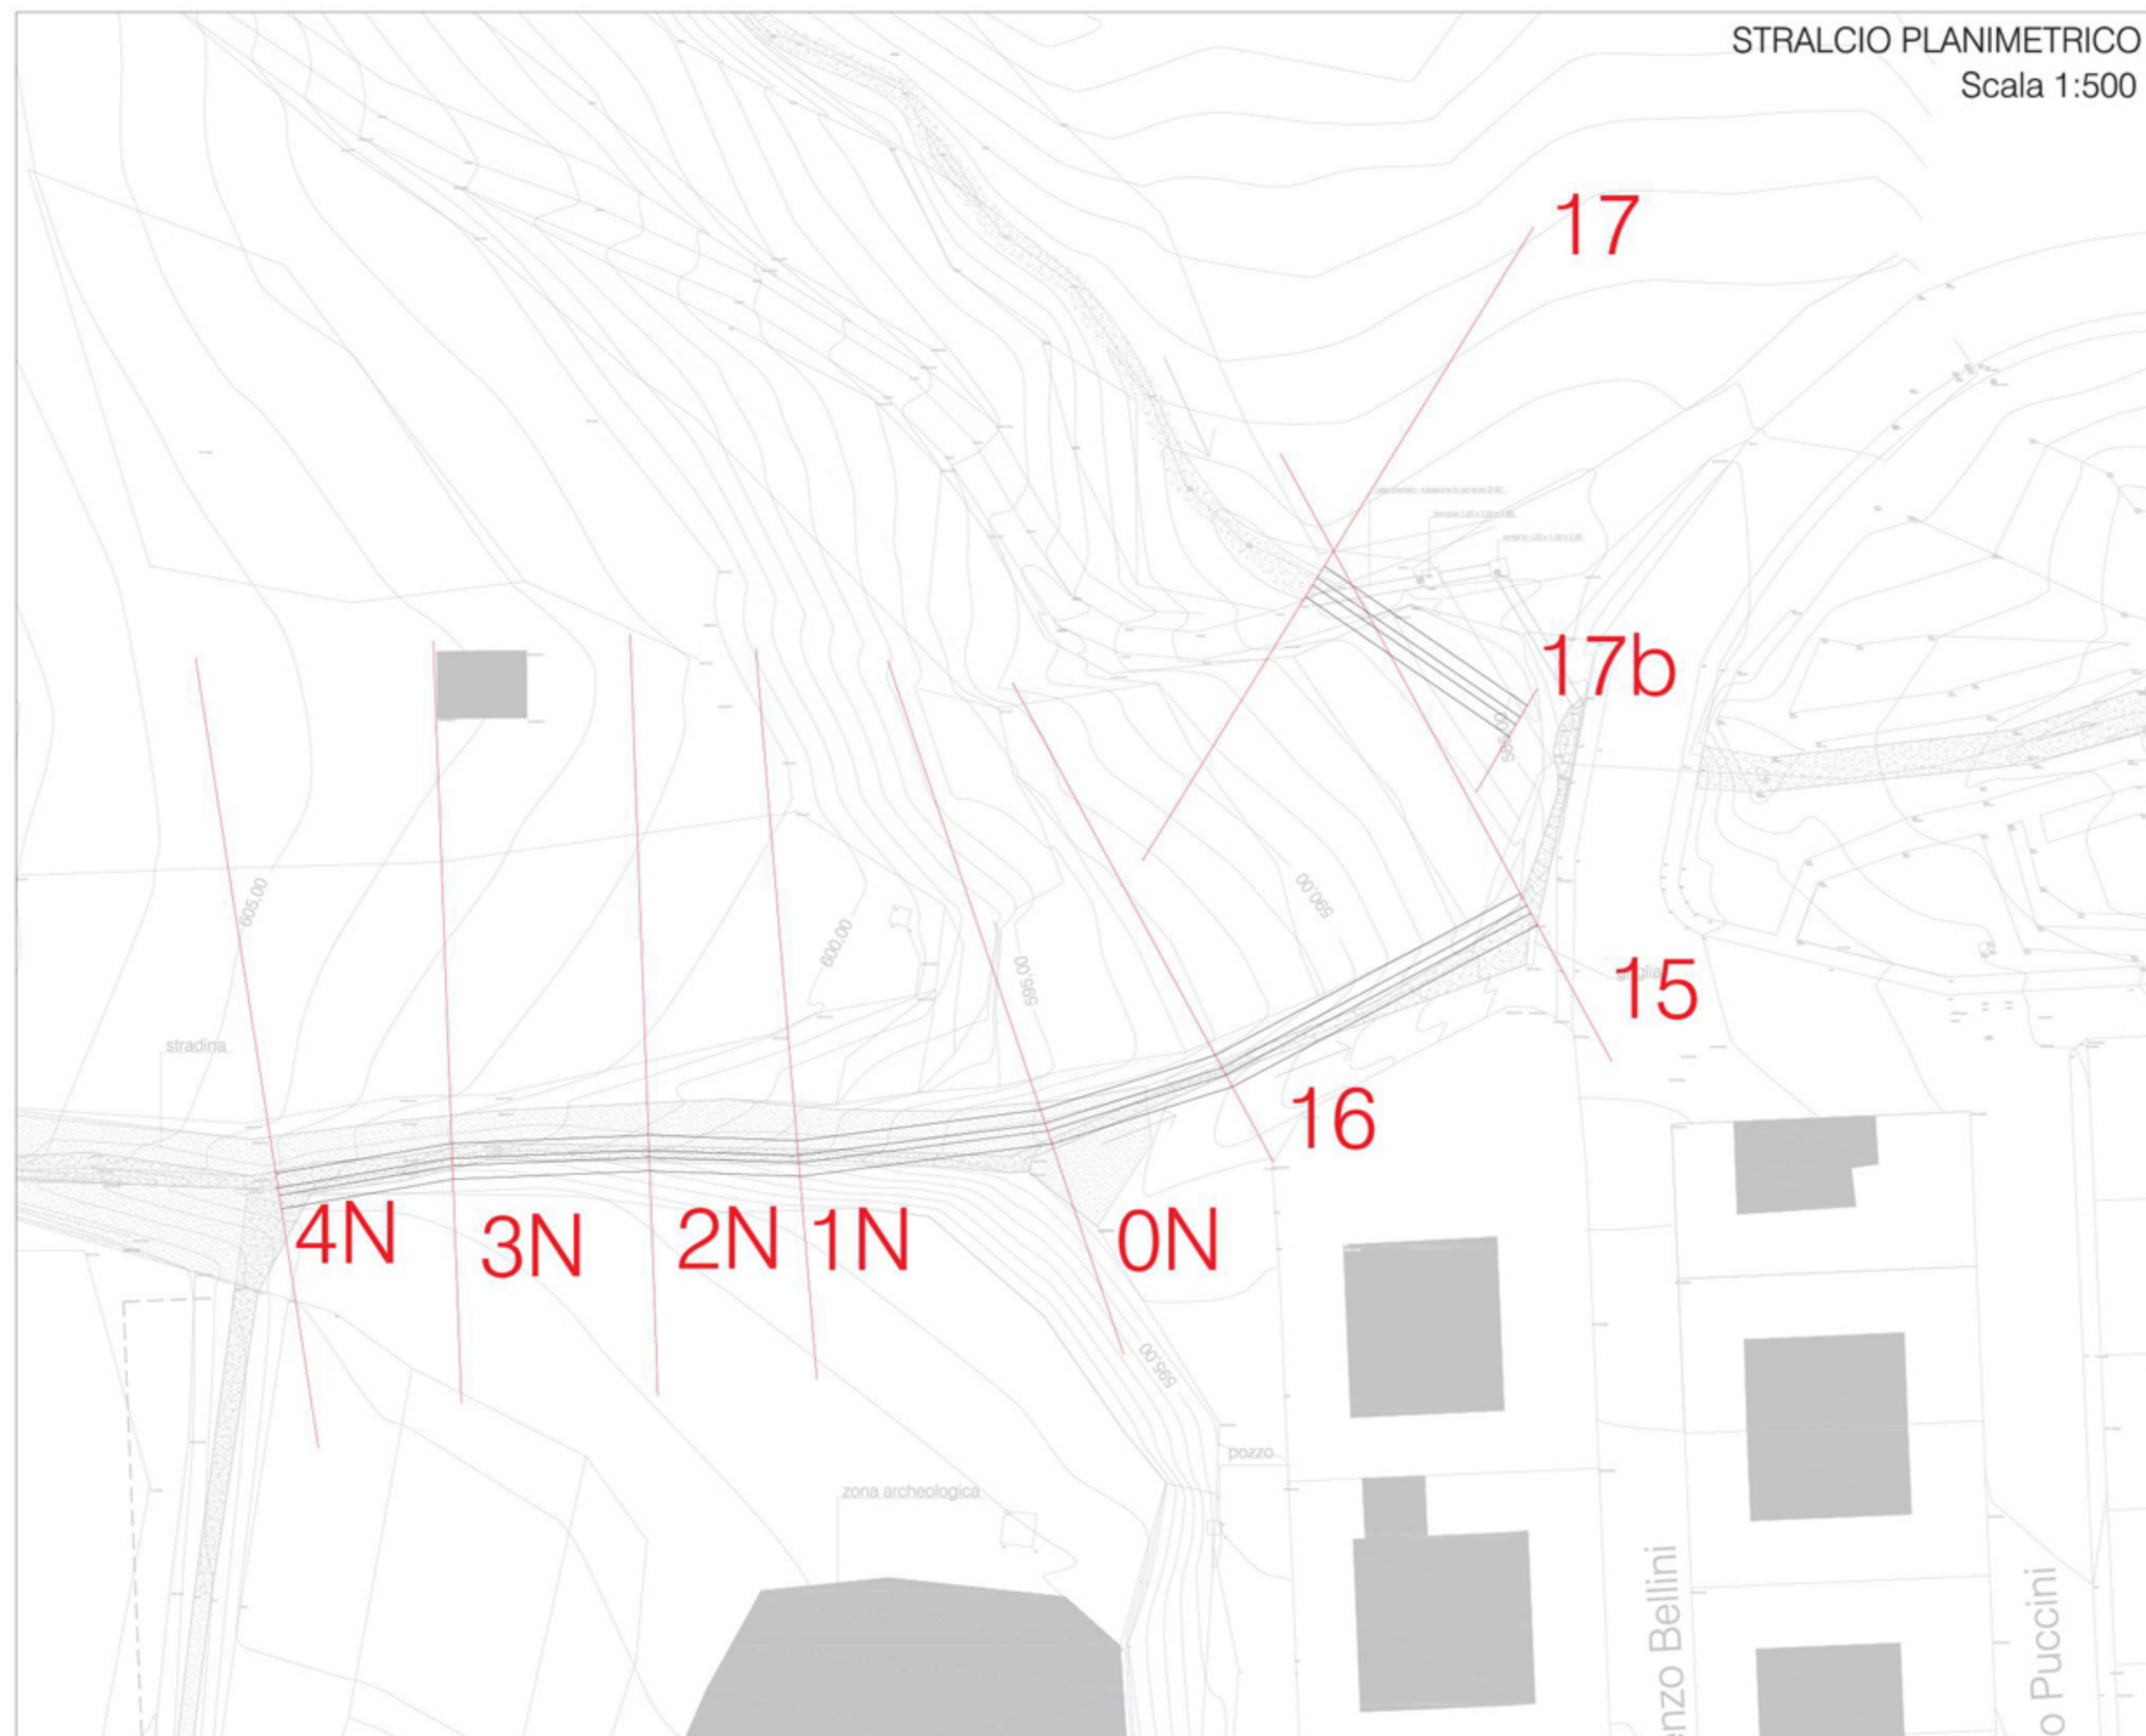 STRALCIO PLANIMETRICO
Scala 1:500
17
17b
590,00
605,00
600,00
595,00
15
stradina
16
4N
3N
2N
1N
0N
595,00
pozzo
zona archeologica
enzo Bellini
o Puccini